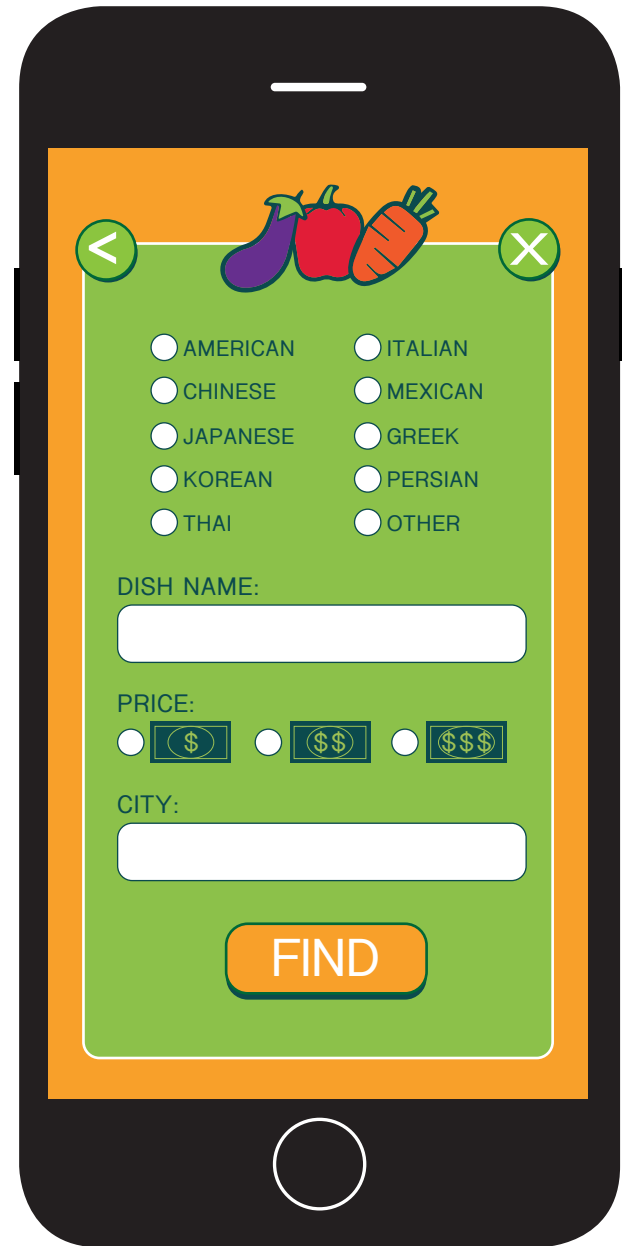 < X
AMERICAN ITALIAN
CHINESE MEXICAN
JAPANESE GREEK
KOREAN PERSIAN
THAI OTHER
DISH NAME:
PRICE:
$ $$ $$$
CITY:
FIND